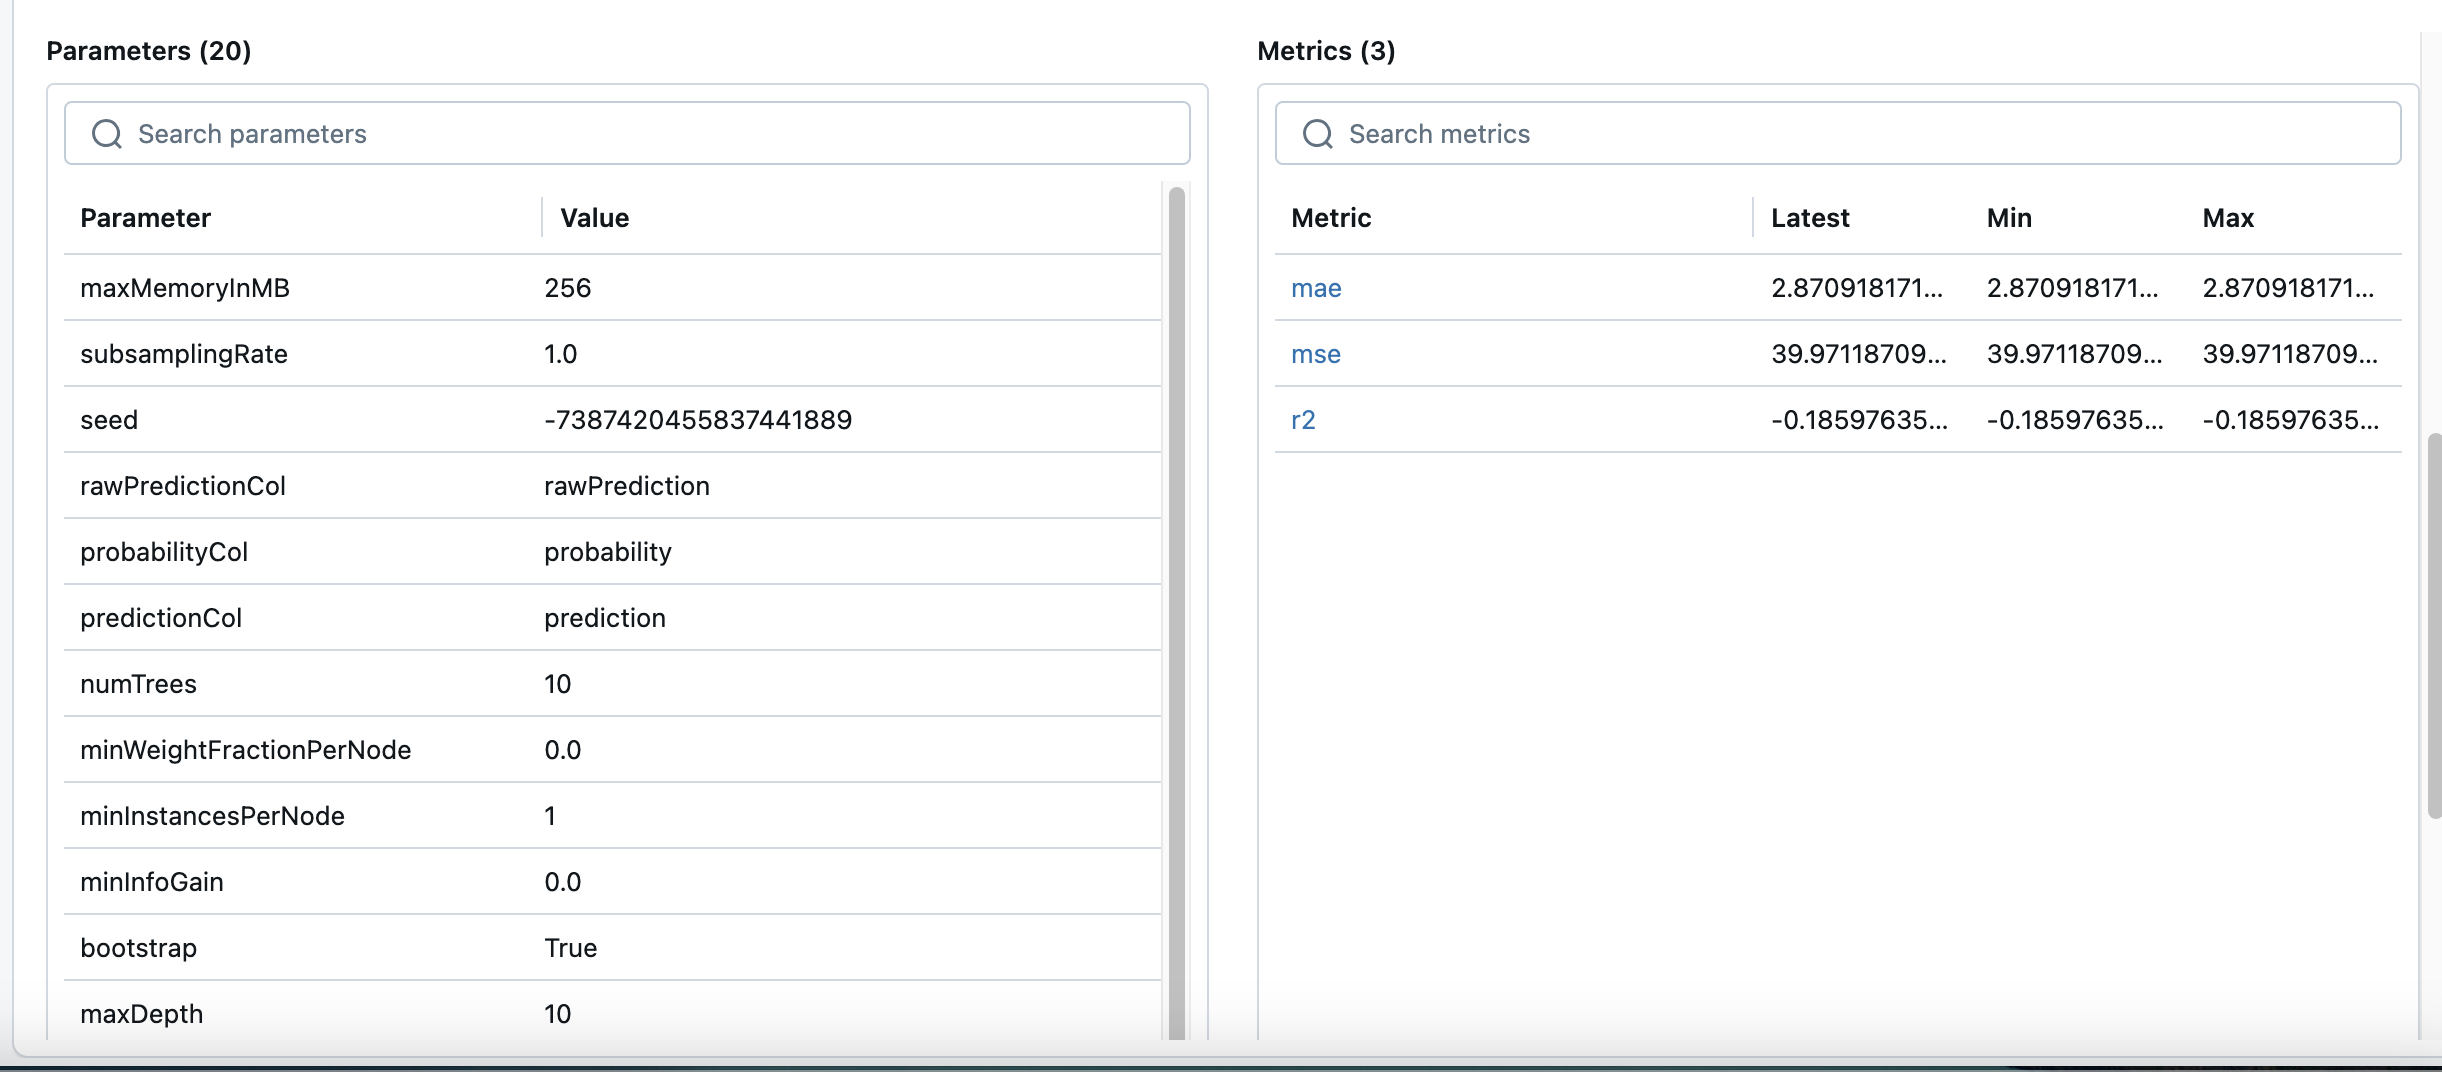 Parameters (20)
Search parameters
Parameter Value
maxMemoryInMB 256
subsamplingRate 1.0
seed -7387420455837441889
rawPredictionCol rawPrediction
probabilityCol probability
predictionCol prediction
numTrees 10
minWeightFractionPerNode 0.0
minInstancesPerNode 1
minInfoGain 0.0
bootstrap True
maxDepth 10
Metrics (3)
Search metrics
Metric Latest Min Max
mae 2.870918171... 2.870918171... 2.870918171...
mse 39.97118709... 39.97118709... 39.97118709...
r2 -0.18597635... -0.18597635... -0.18597635...